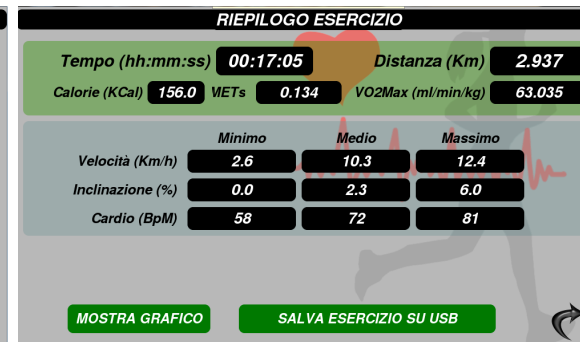 RIEPILOGO ESERCIZIO
Tempo (hh:mm:ss) 00:17:05 Distanza (Km) 2.937
Calorie (KCal) 156.0 METs 0.134 VO2Max (ml/min/kg) 63.035
Minimo Medio Massimo
Velocità (Km/h) 2.6 10.3 12.4
Inclinazione (%) 0.0 2.3 6.0
Cardio (BpM) 58 72 81
MOSTRA GRAFICO SALVA ESERCIZIO SU USB